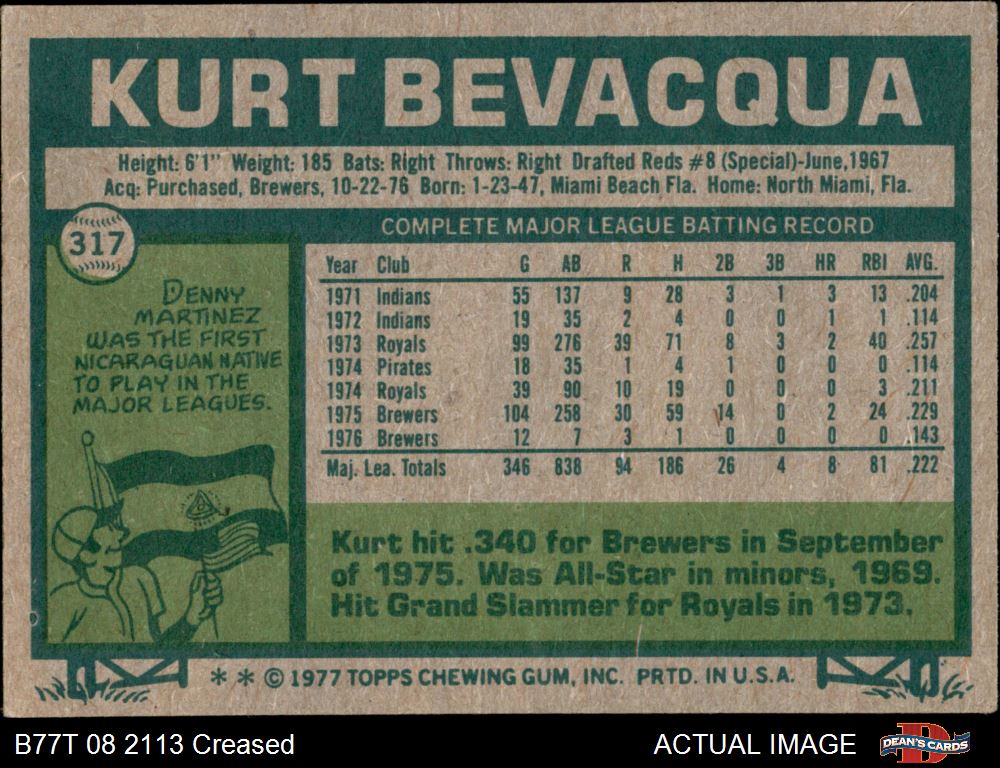 KURT BEVACQUA
Height: 6'1" Weight: 185 Bats: Right Throws: Right Drafted Reds #8 (Special)-June,1967
Acq: Purchased, Brewers, 10-22-76 Born: 1-23-47, Miami Beach Fla. Home: North Miami, Fla.
317
COMPLETE MAJOR LEAGUE BATTING RECORD
DENNY
MARTINEZ
WAS THE FIRST
NICARAGUAN NATIVE
TO PLAY IN THE
MAJOR LEAGUES.
Year Club G AB R H 2B 3B HR RBI AVG.
1971 Indians 55 137 9 28 3 1 3 13 .204
1972 Indians 19 35 2 4 0 0 1 1 .114
1973 Royals 99 276 39 71 8 3 2 40 .257
1974 Pirates 18 35 1 4 1 0 0 0 .114
1974 Royals 39 90 10 19 0 0 0 3 .211
1975 Brewers 104 258 30 59 14 0 2 24 .229
1976 Brewers 12 7 3 1 0 0 0 0 .143
Maj. Lea. Totals 346 838 94 186 26 4 8 81 .222
Kurt hit .340 for Brewers in September
of 1975. Was All-Star in minors, 1969.
Hit Grand Slammer for Royals in 1973.
* * © 1977 TOPPS CHEWING GUM, INC. PRTD. IN U.S.A.
B77T 08 2113 Creased
ACTUAL IMAGE
B
DEAN'S CARDS